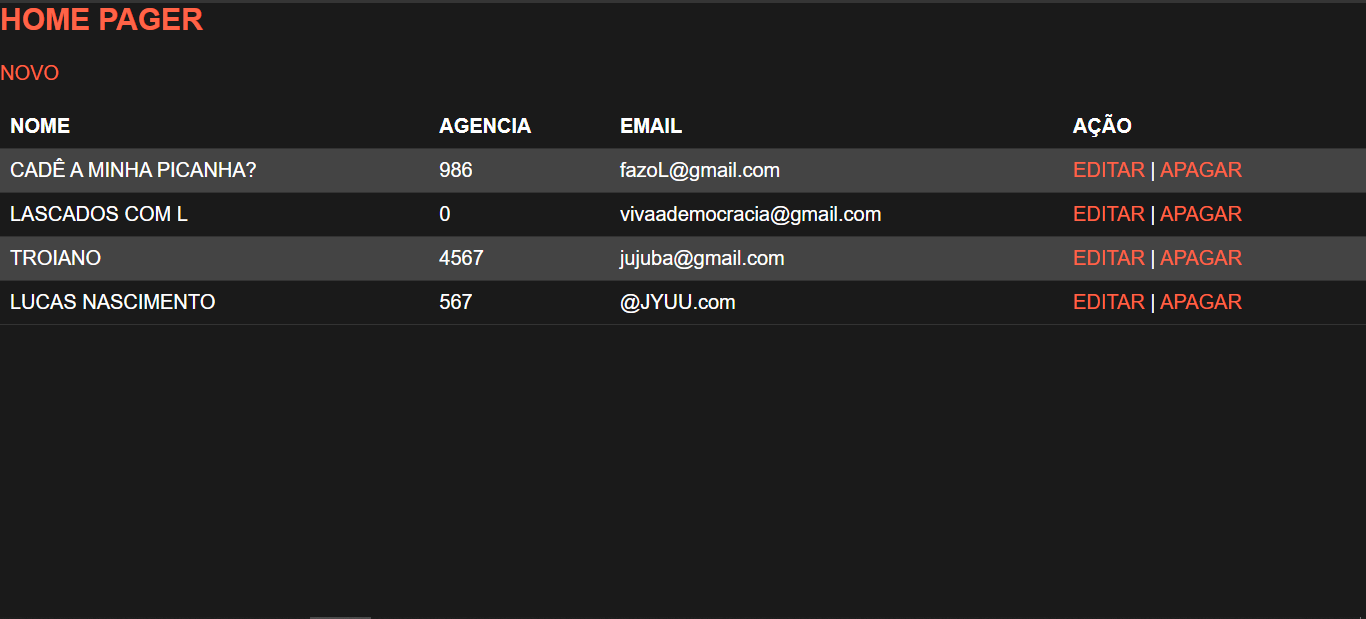 HOME PAGER
NOVO
NOME AGENCIA EMAIL AÇÃO
CADÊ A MINHA PICANHA? 986 fazoL@gmail.com EDITAR | APAGAR
LASCADOS COM L 0 vivaademocracia@gmail.com EDITAR | APAGAR
TROIANO 4567 jujuba@gmail.com EDITAR | APAGAR
LUCAS NASCIMENTO 567 @JYUU.com EDITAR | APAGAR